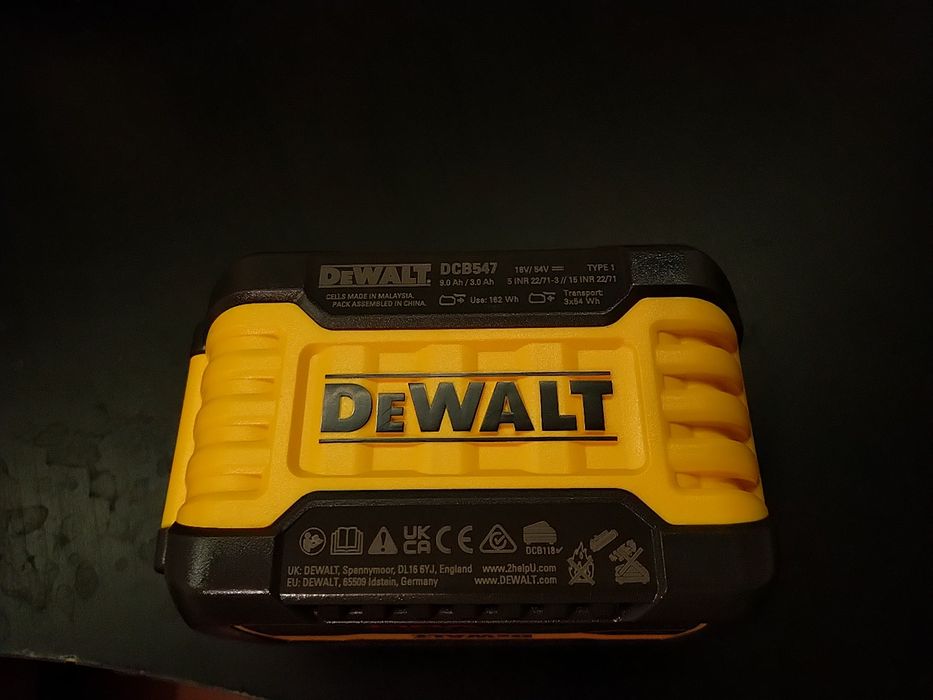 DEWALT DCB547 18V/ 54V TYPE 1
9.0 Ah / 3.0 Ah 5 INR 22/71-3 // 15 INR 22/71
CELLS MADE IN MALAYSIA.
PACK ASSEMBLED IN CHINA.
Use: 162 Wh
Transport:
3x54 Wh
DEWALT
UK
CA
CE
DCB118
UK: DEWALT, Spennymoor, DL16 6YJ, England www.2helpU.com
EU: DEWALT, 65509 Idstein, Germany www.DEWALT.com
DEWALT